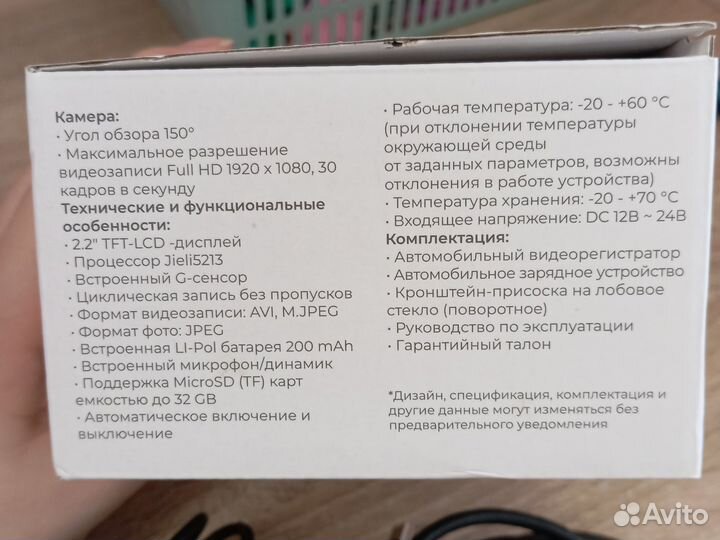 Камера:
· Угол обзора 150°
· Максимальное разрешение
видеозаписи Full HD 1920 x 1080, 30
кадров в секунду
Технические и функциональные
особенности:
· 2.2" TFT-LCD -дисплей
· Процессор Jieli5213
· Встроенный G-сенсор
· Циклическая запись без пропусков
· Формат видеозаписи: AVI, M.JPEG
· Формат фото: JPEG
· Встроенная LI-Pol батарея 200 mAh
· Встроенный микрофон/динамик
· Поддержка MicroSD (TF) карт
емкостью до 32 GB
· Автоматическое включение и
выключение
· Рабочая температура: -20 - +60 °C
(при отклонении температуры
окружающей среды
от заданных параметров, возможны
отклонения в работе устройства)
· Температура хранения: -20 - +70 °C
· Входящее напряжение: DC 12В ~ 24В
Комплектация:
· Автомобильный видеорегистратор
· Автомобильное зарядное устройство
· Кронштейн-присоска на лобовое
стекло (поворотное)
· Руководство по эксплуатации
· Гарантийный талон
*Дизайн, спецификация, комплектация и
другие данные могут изменяться без
предварительного уведомления
Avito